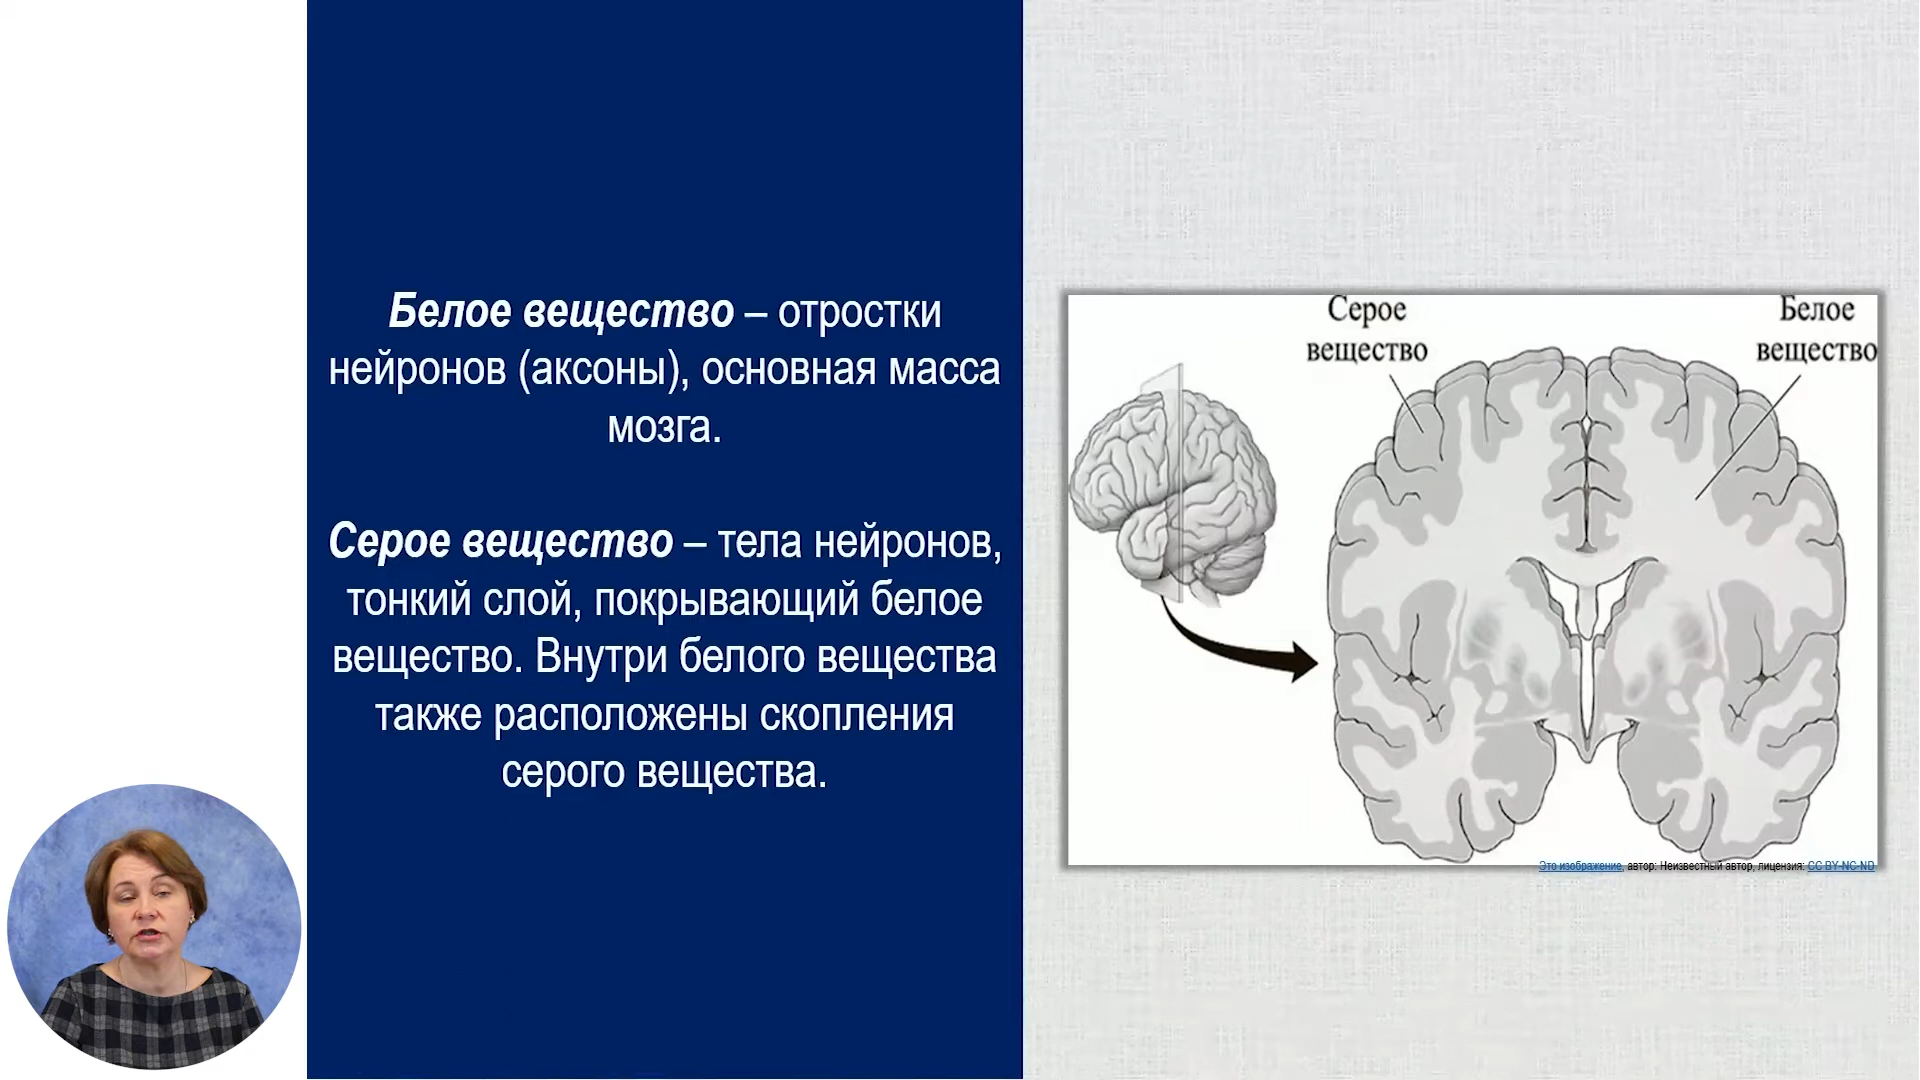 Белое вещество – отростки
нейронов (аксоны), основная масса
мозга.
Серое вещество – тела нейронов,
тонкий слой, покрывающий белое
вещество. Внутри белого вещества
также расположены скопления
серого вещества.
Серое
вещество
Белое
вещество
Это изображение, автор: Неизвестный автор, лицензия: CC BY-NC-ND